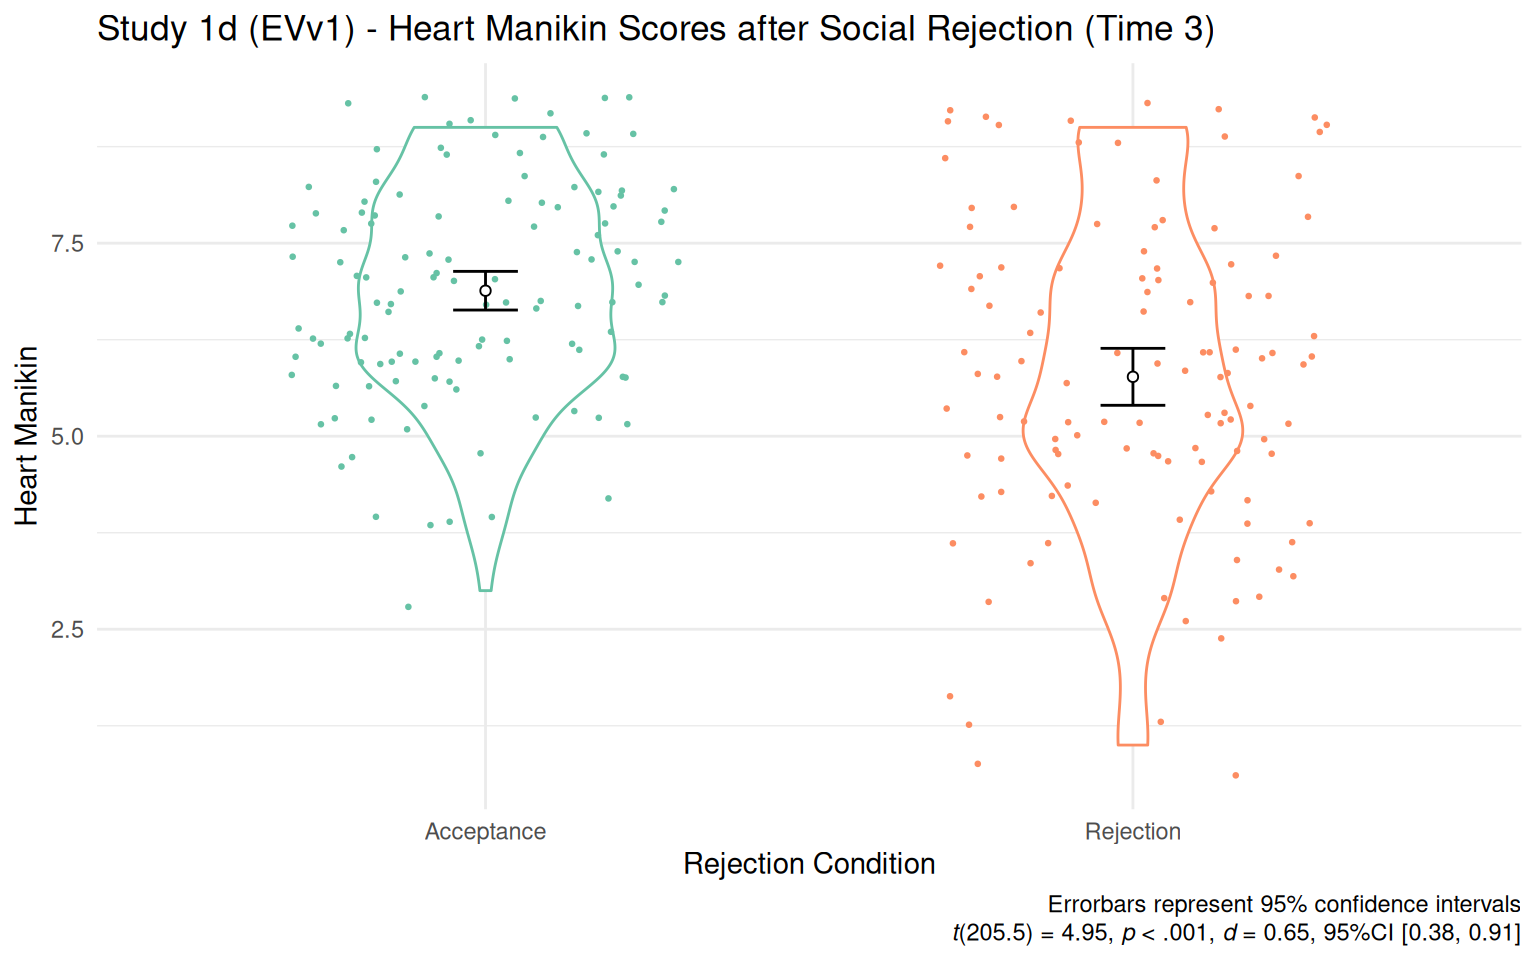 Study 1d (EVv1) - Heart Manikin Scores after Social Rejection (Time 3)
Heart Manikin
7.5
5.0
2.5
Acceptance
Rejection
Rejection Condition
Errorbars represent 95% confidence intervals
t(205.5) = 4.95, p < .001, d = 0.65, 95%CI [0.38, 0.91]